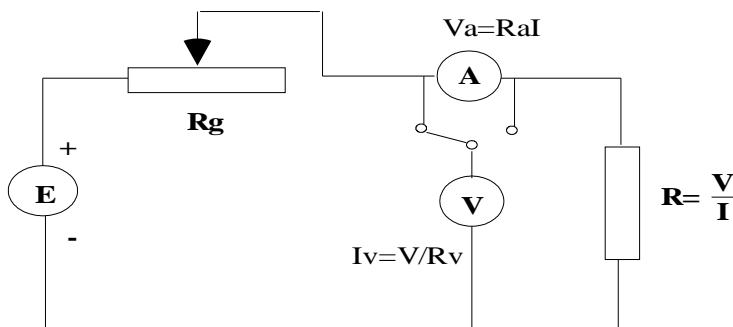 Va=RaI
A
Rg
+
E
-
V
R= V/I
Iv=V/Rv